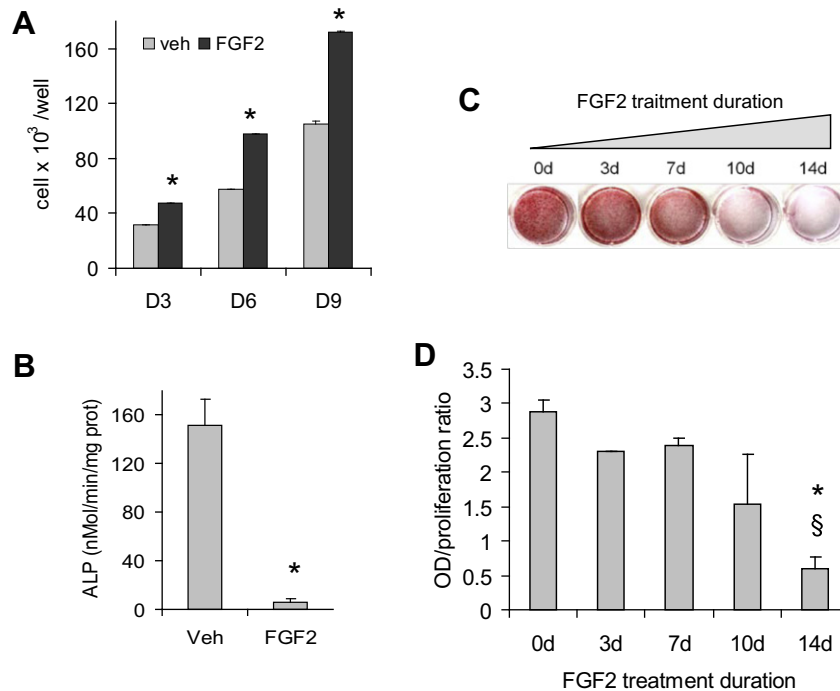 A
veh FGF2
cell x 10³ /well
160
120
80
40
0
*
*
*
D3 D6 D9
B
ALP (nMol/min/mg prot)
160
120
80
40
0
*
Veh FGF2
C
FGF2 traitment duration
0d 3d 7d 10d 14d
D
OD/proliferation ratio
3.5
3
2.5
2
1.5
1
0.5
0
*
§
0d 3d 7d 10d 14d
FGF2 treatment duration